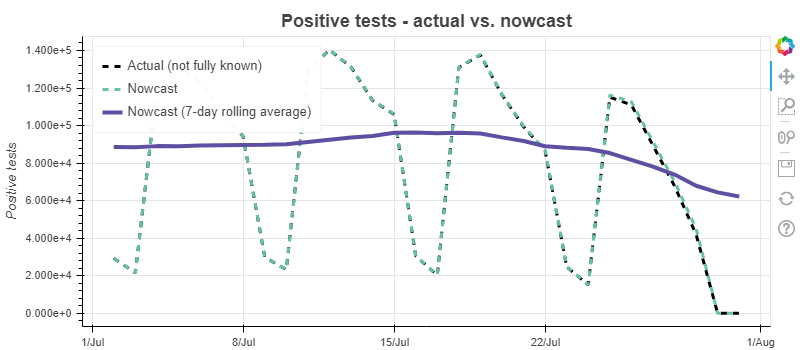 Positive tests - actual vs. nowcast
1.400e+5
1.200e+5
1.000e+5
8.000e+4
6.000e+4
4.000e+4
2.000e+4
0.000e+0
Positive tests
Actual (not fully known)
Nowcast
Nowcast (7-day rolling average)
1/Jul
8/Jul
15/Jul
22/Jul
1/Aug